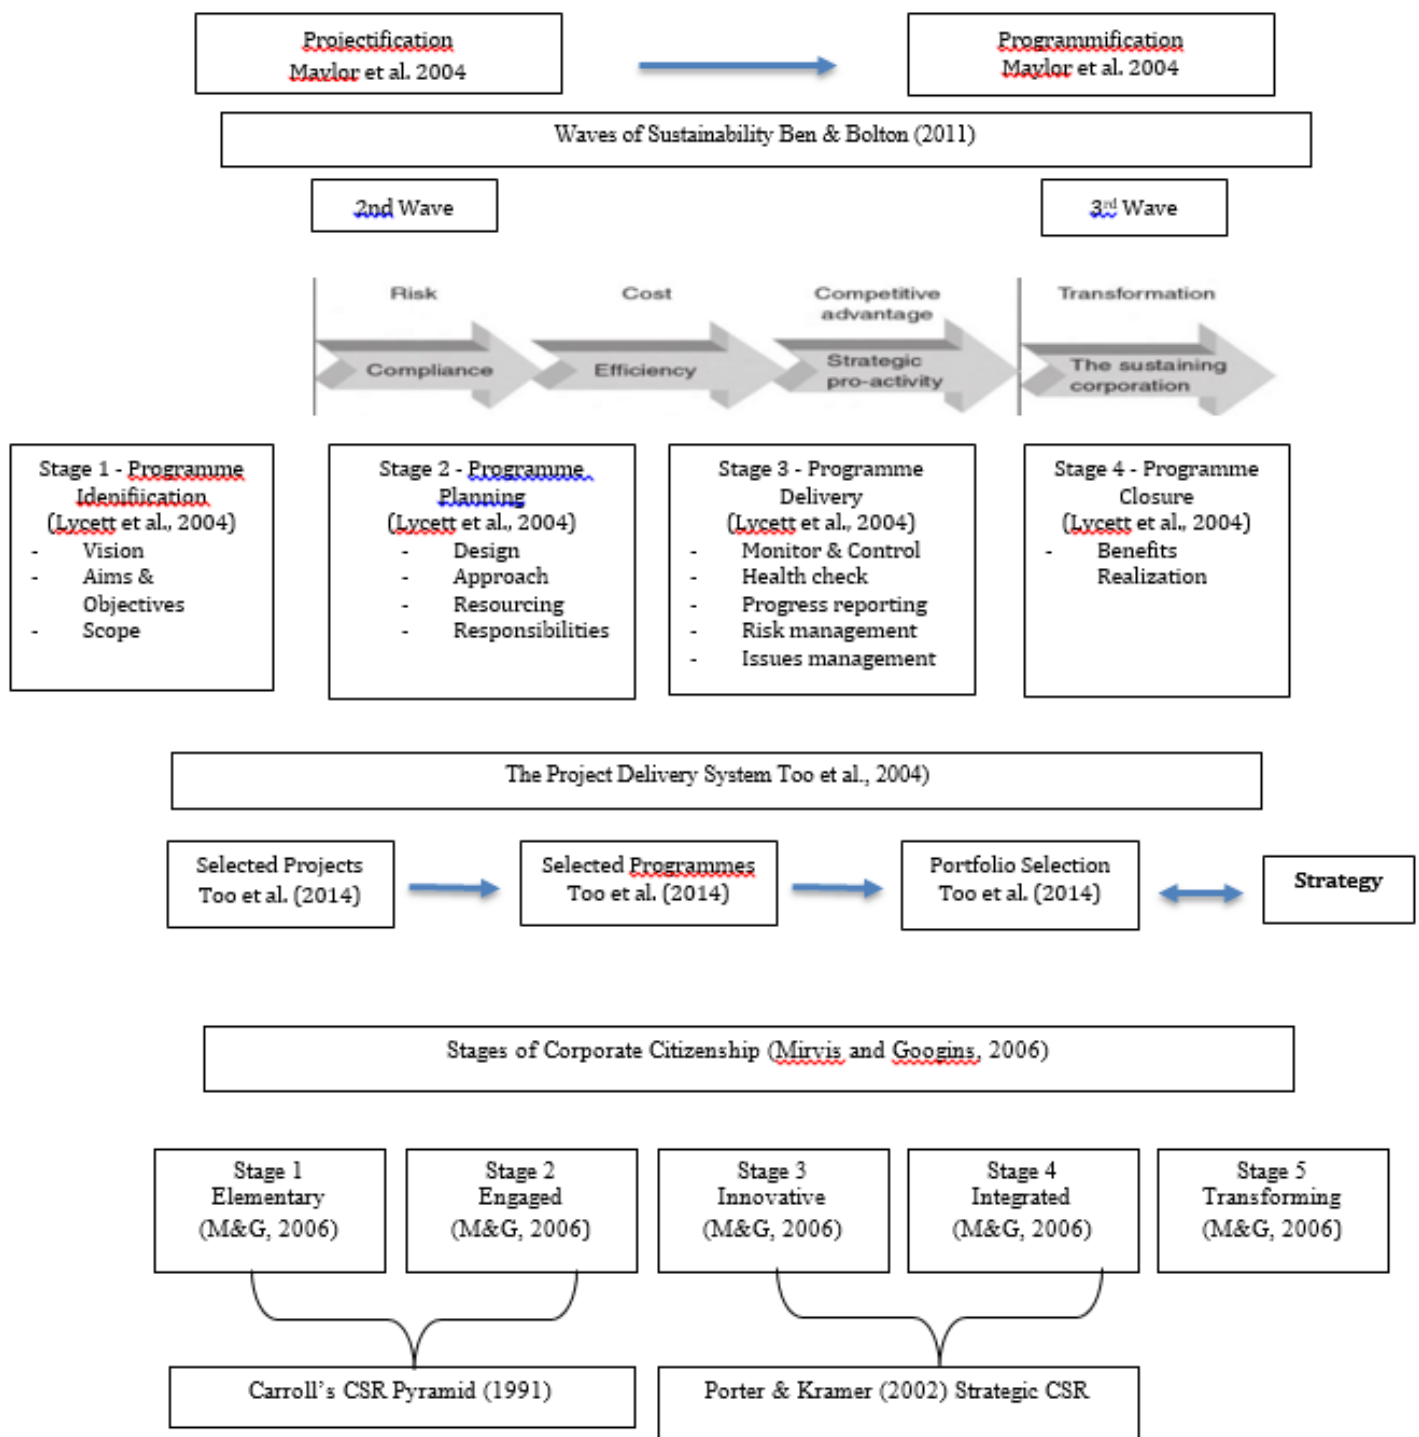 Projectification
Maylor et al. 2004
Programmification
Maylor et al. 2004
Waves of Sustainability Ben & Bolton (2011)
2nd Wave
3rd Wave
Risk
Cost
Competitive
advantage
Transformation
Compliance
Efficiency
Strategic
pro-activity
The sustaining
corporation
Stage 1 - Programme
Idenifiication
(Lycett et al., 2004)
- Vision
- Aims &
Objectives
- Scope
Stage 2 - Programme
Planning
(Lycett et al., 2004)
- Design
- Approach
- Resourcing
- Responsibilities
Stage 3 - Programme
Delivery
(Lycett et al., 2004)
- Monitor & Control
- Health check
- Progress reporting
- Risk management
- Issues management
Stage 4 - Programme
Closure
(Lycett et al., 2004)
- Benefits
Realization
The Project Delivery System Too et al., 2004)
Selected Projects
Too et al. (2014)
Selected Programmes
Too et al. (2014)
Portfolio Selection
Too et al. (2014)
Strategy
Stages of Corporate Citizenship (Mirvis and Googins, 2006)
Stage 1
Elementary
(M&G, 2006)
Stage 2
Engaged
(M&G, 2006)
Stage 3
Innovative
(M&G, 2006)
Stage 4
Integrated
(M&G, 2006)
Stage 5
Transforming
(M&G, 2006)
Carroll’s CSR Pyramid (1991)
Porter & Kramer (2002) Strategic CSR